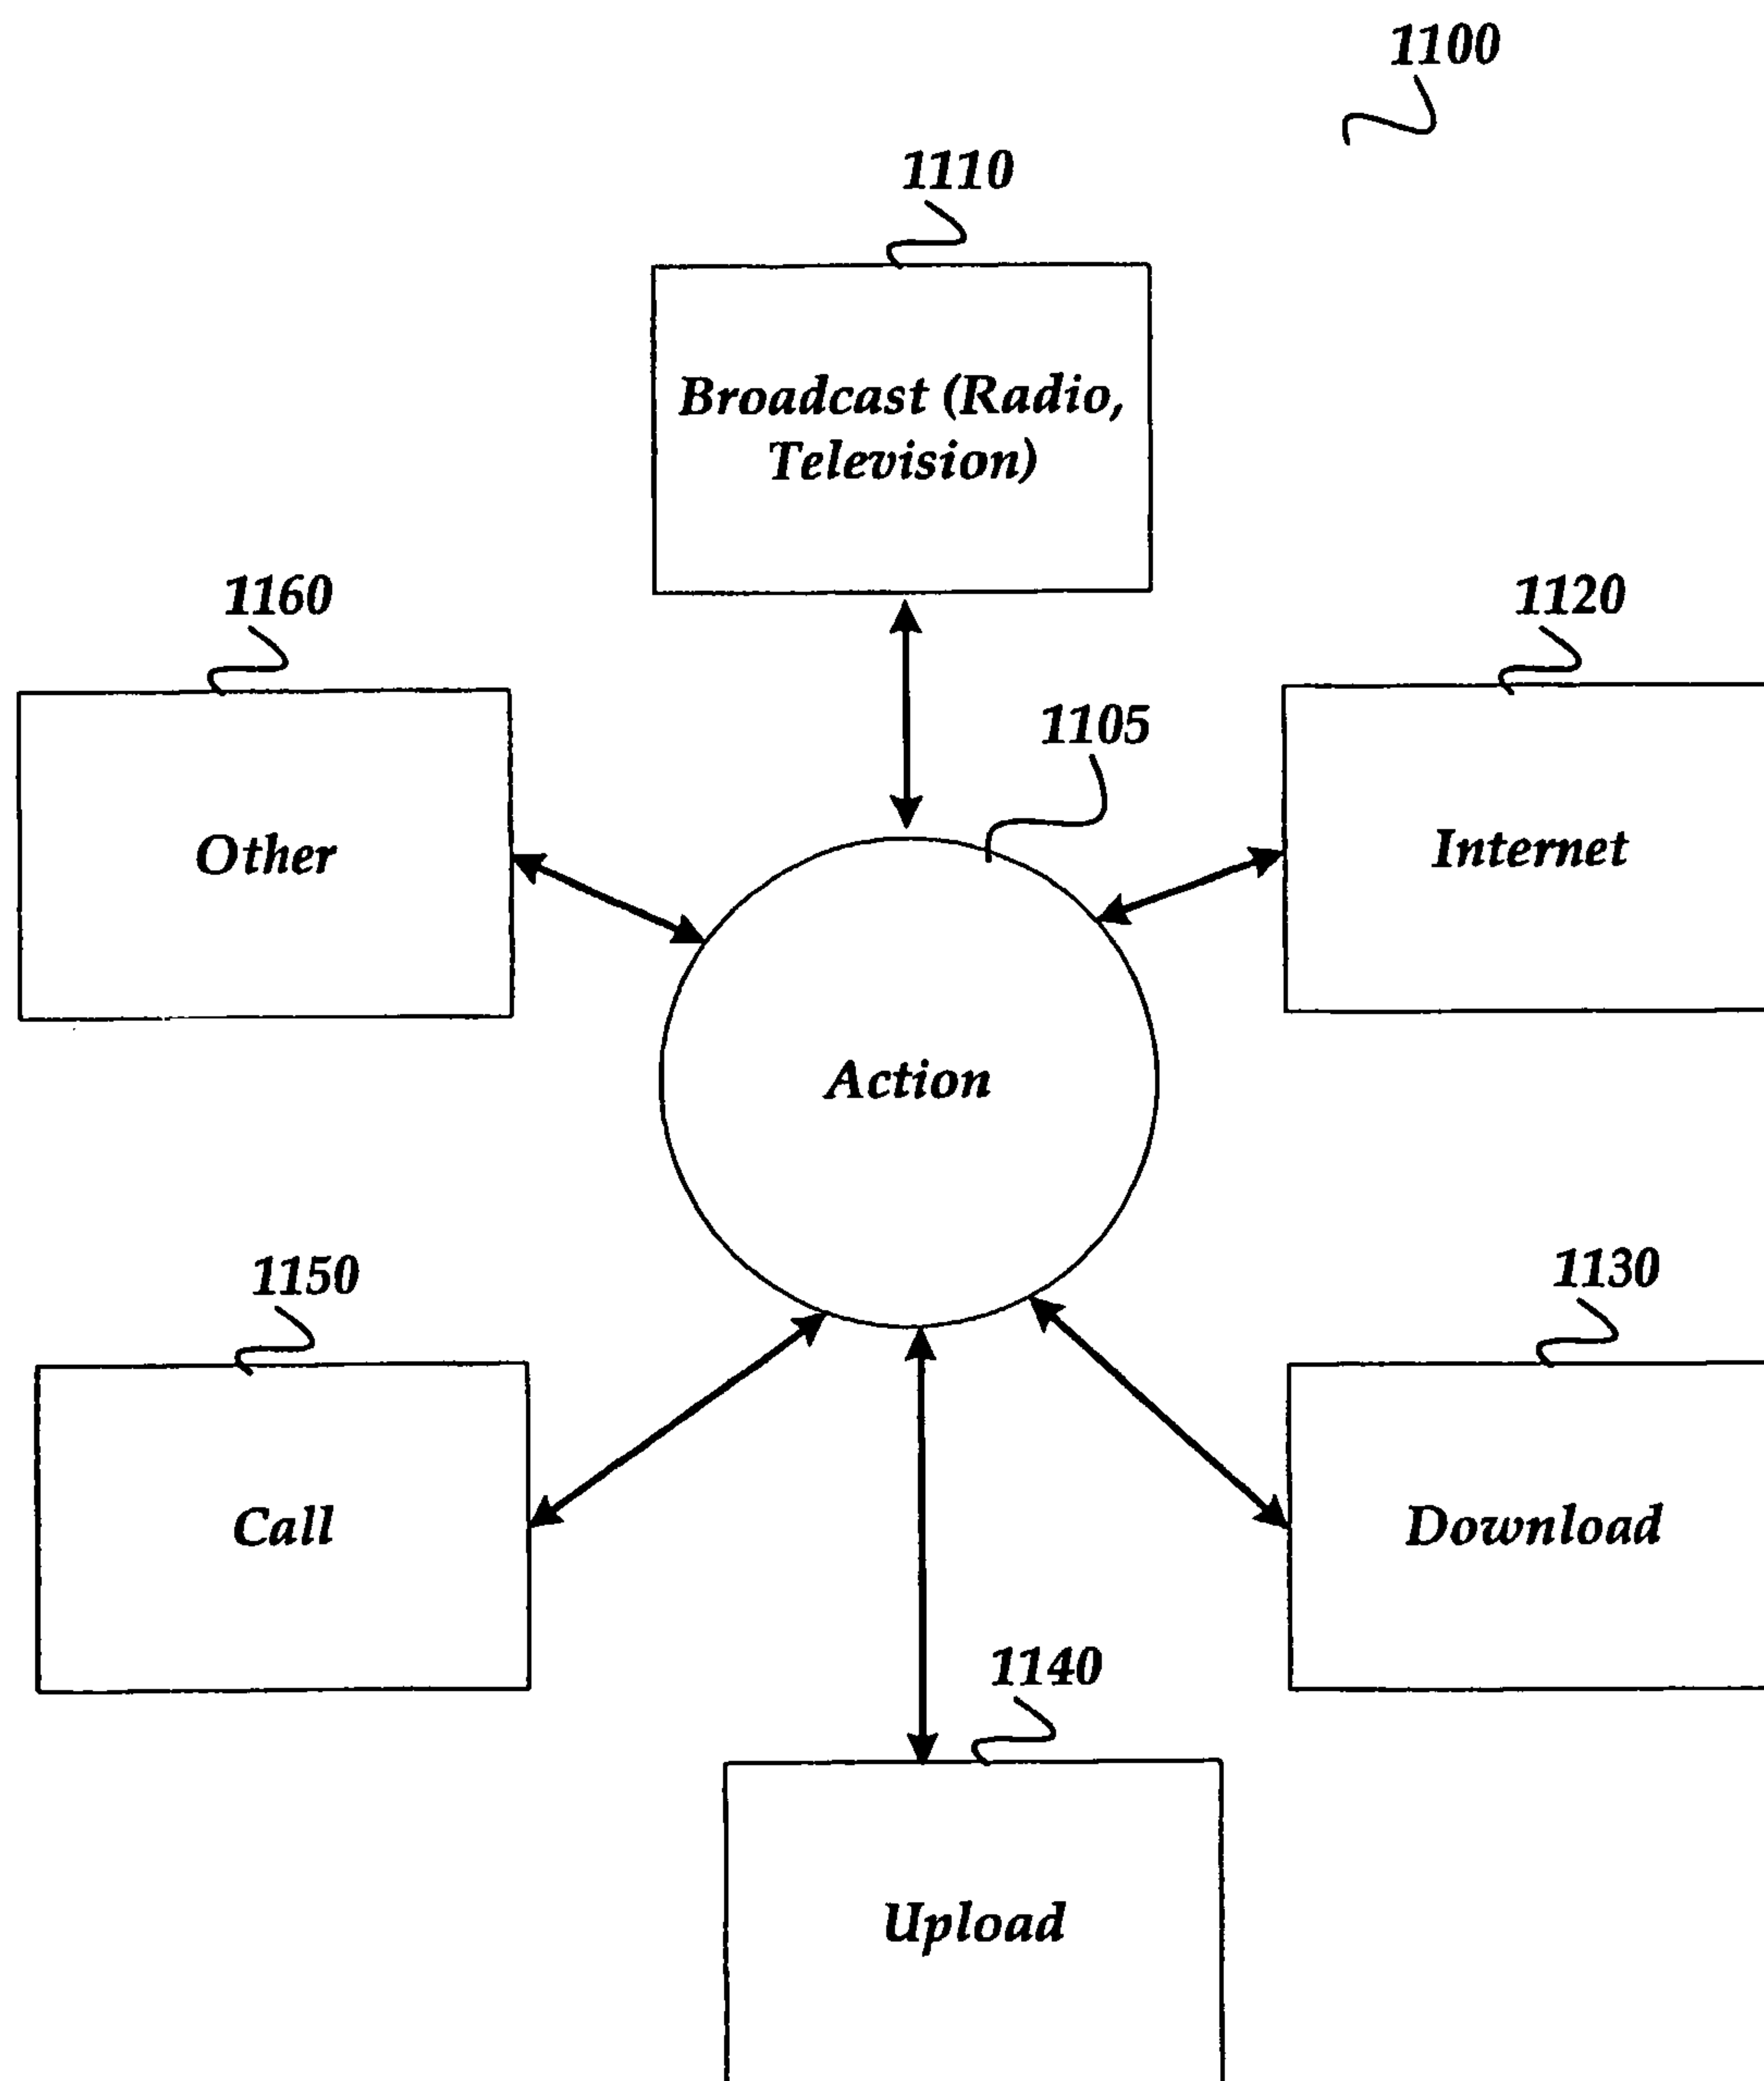 1100
1110
Broadcast (Radio,
Television)
1160
1120
1105
Other
Internet
Action
1150
1130
Call
Download
1140
Upload